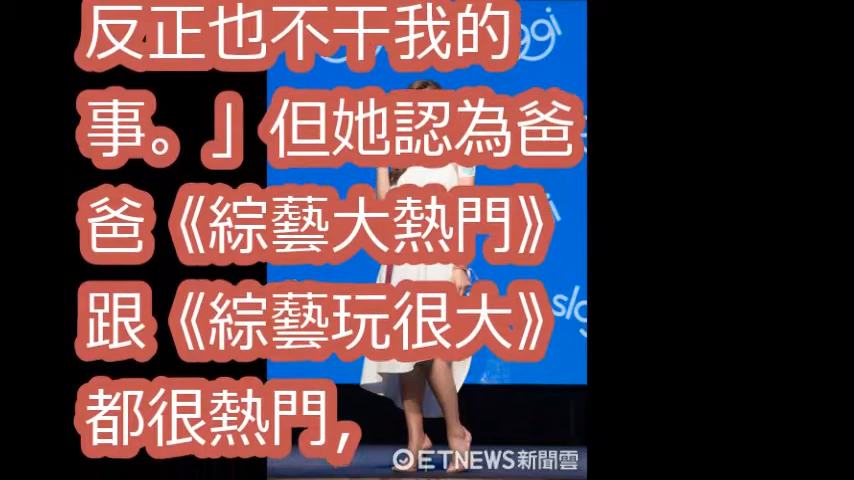 反正也不干我的
事。」但她認為爸
爸《綜藝大熱門》
跟《綜藝玩很大》
都很熱門,
ETNEWS新聞雲